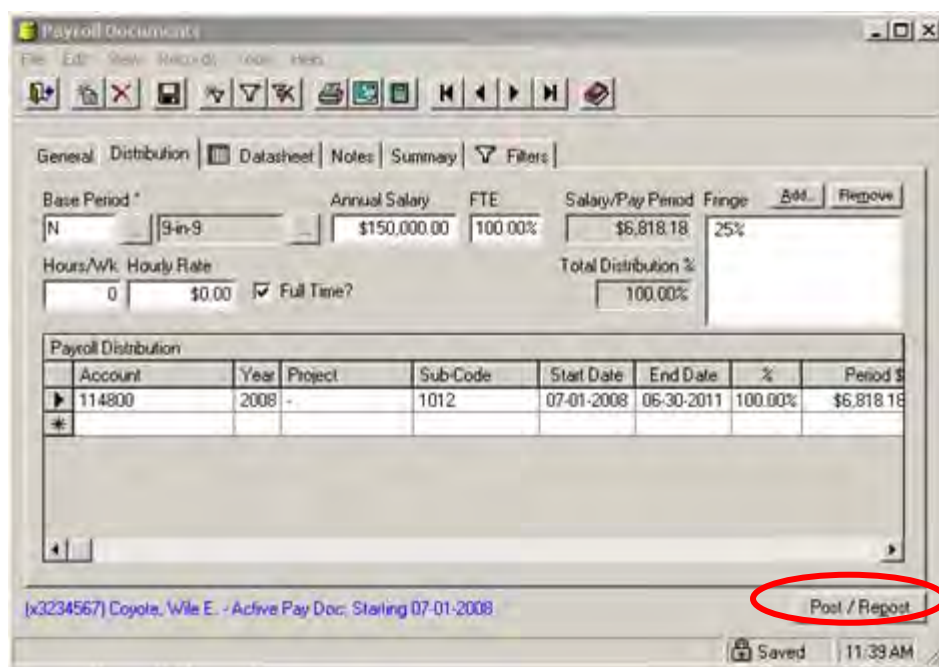 Payroll Documents
File Edit View Records Tools Help
General Distribution Datasheet Notes Summary Filters
Base Period * Annual Salary FTE Salary/Pay Period Fringe Add... Remove
N ... 9-in-9 ... $150,000.00 100.00% $6,818.18 25%
Hours/Wk Hourly Rate Total Distribution %
0 $0.00 Full Time? 100.00%
Payroll Distribution
Account Year Project Sub-Code Start Date End Date % Period $
114800 2008 - 1012 07-01-2008 06-30-2011 100.00% $6,818.18
(x3234567) Coyote, Wile E. - Active Pay Doc, Starting 07-01-2008 Post / Repost
Saved 11:39 AM